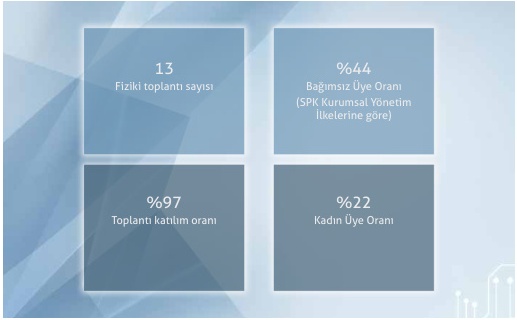 13
Fiziki toplantı sayısı
%44
Bağımsız Üye Oranı
(SPK Kurumsal Yönetim
İlkelerine göre)
%97
Toplantı katılım oranı
%22
Kadın Üye Oranı